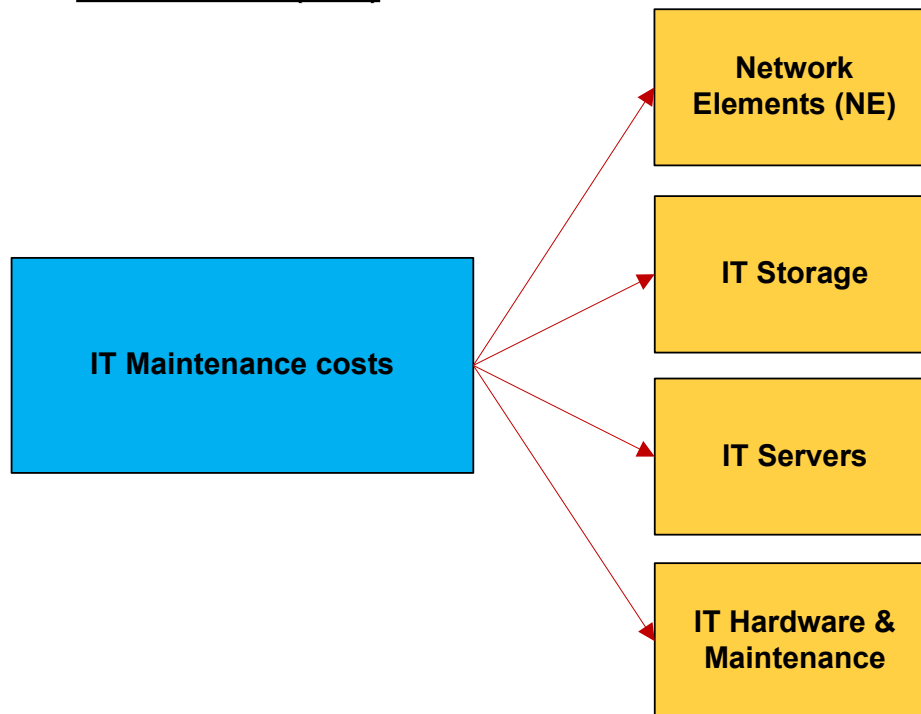 Network
Elements (NE)
IT Storage
IT Maintenance costs
IT Servers
IT Hardware &
Maintenance